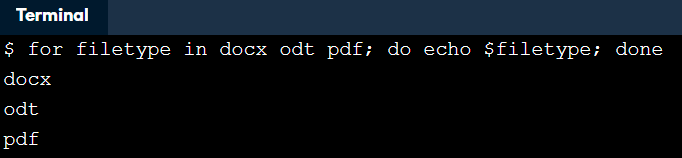 Terminal
$ for filetype in docx odt pdf; do echo $filetype; done
docx
odt
pdf